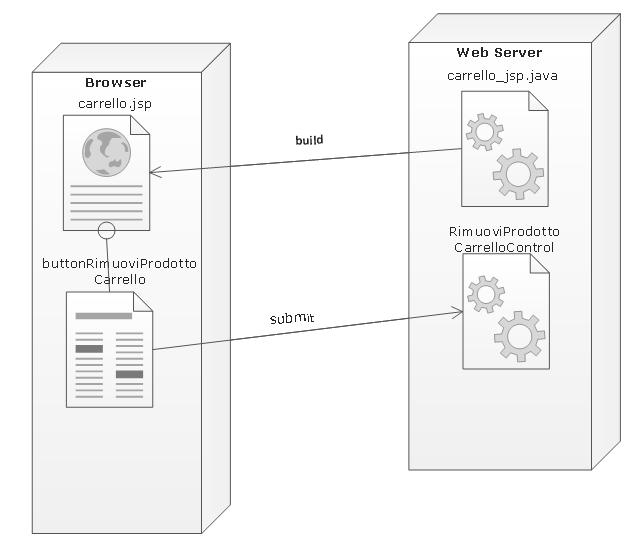 Browser
carrello.jsp
buttonRimuoviProdotto
Carrello
build
submit
Web Server
carrello_jsp.java
RimuoviProdotto
CarrelloControl